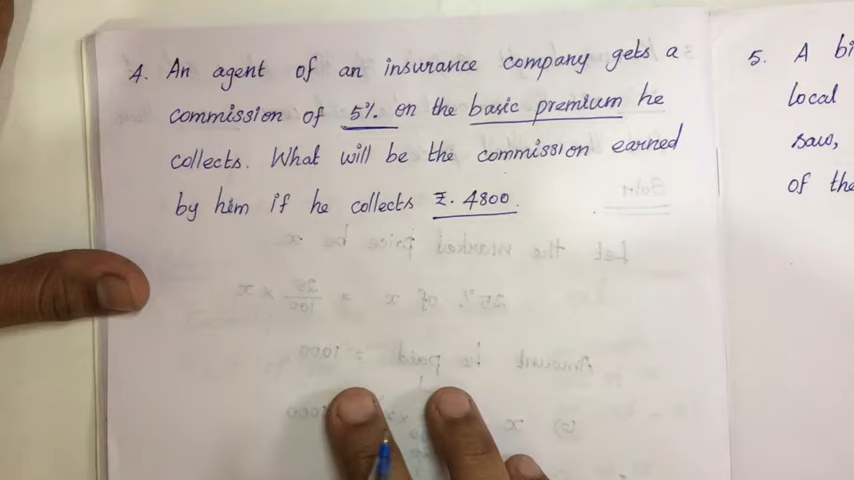 4. An agent of an insurance company gets a
commission of 5% on the basic premium he
collects. What will be the commission earned
by him if he collects ₹. 4800.
5. A bi
local
saw,
of the